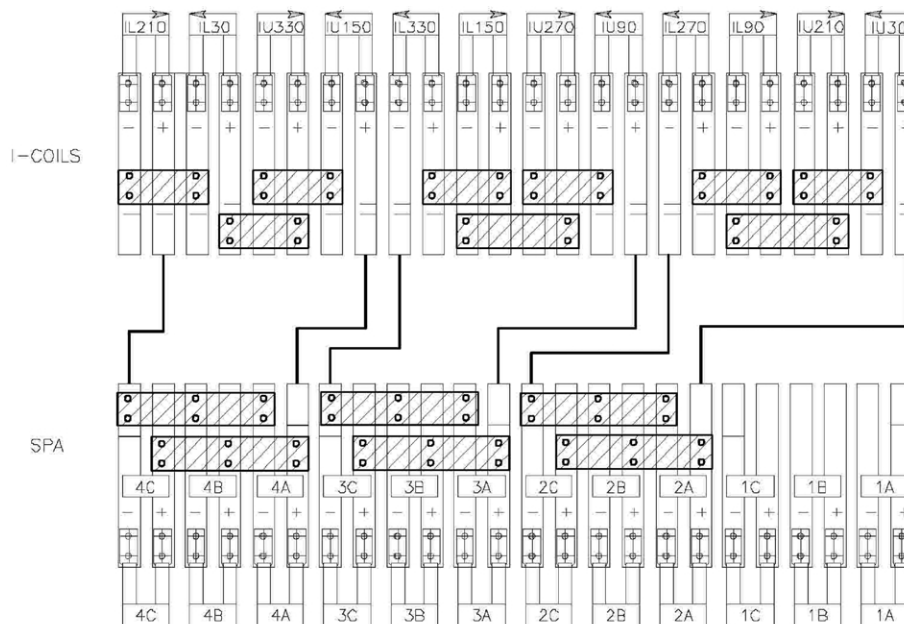 IL210 IL30 IU330 IU150 IL330 IL150 IU270 IU90 IL270 IL90 IU210 IU30
- + - + - + - + - + - + - + - + - + - + - + - +
I-COILS
SPA
4C 4B 4A 3C 3B 3A 2C 2B 2A 1C 1B 1A
- + - + - + - + - + - + - + - + - + - + - + - +
4C 4B 4A 3C 3B 3A 2C 2B 2A 1C 1B 1A